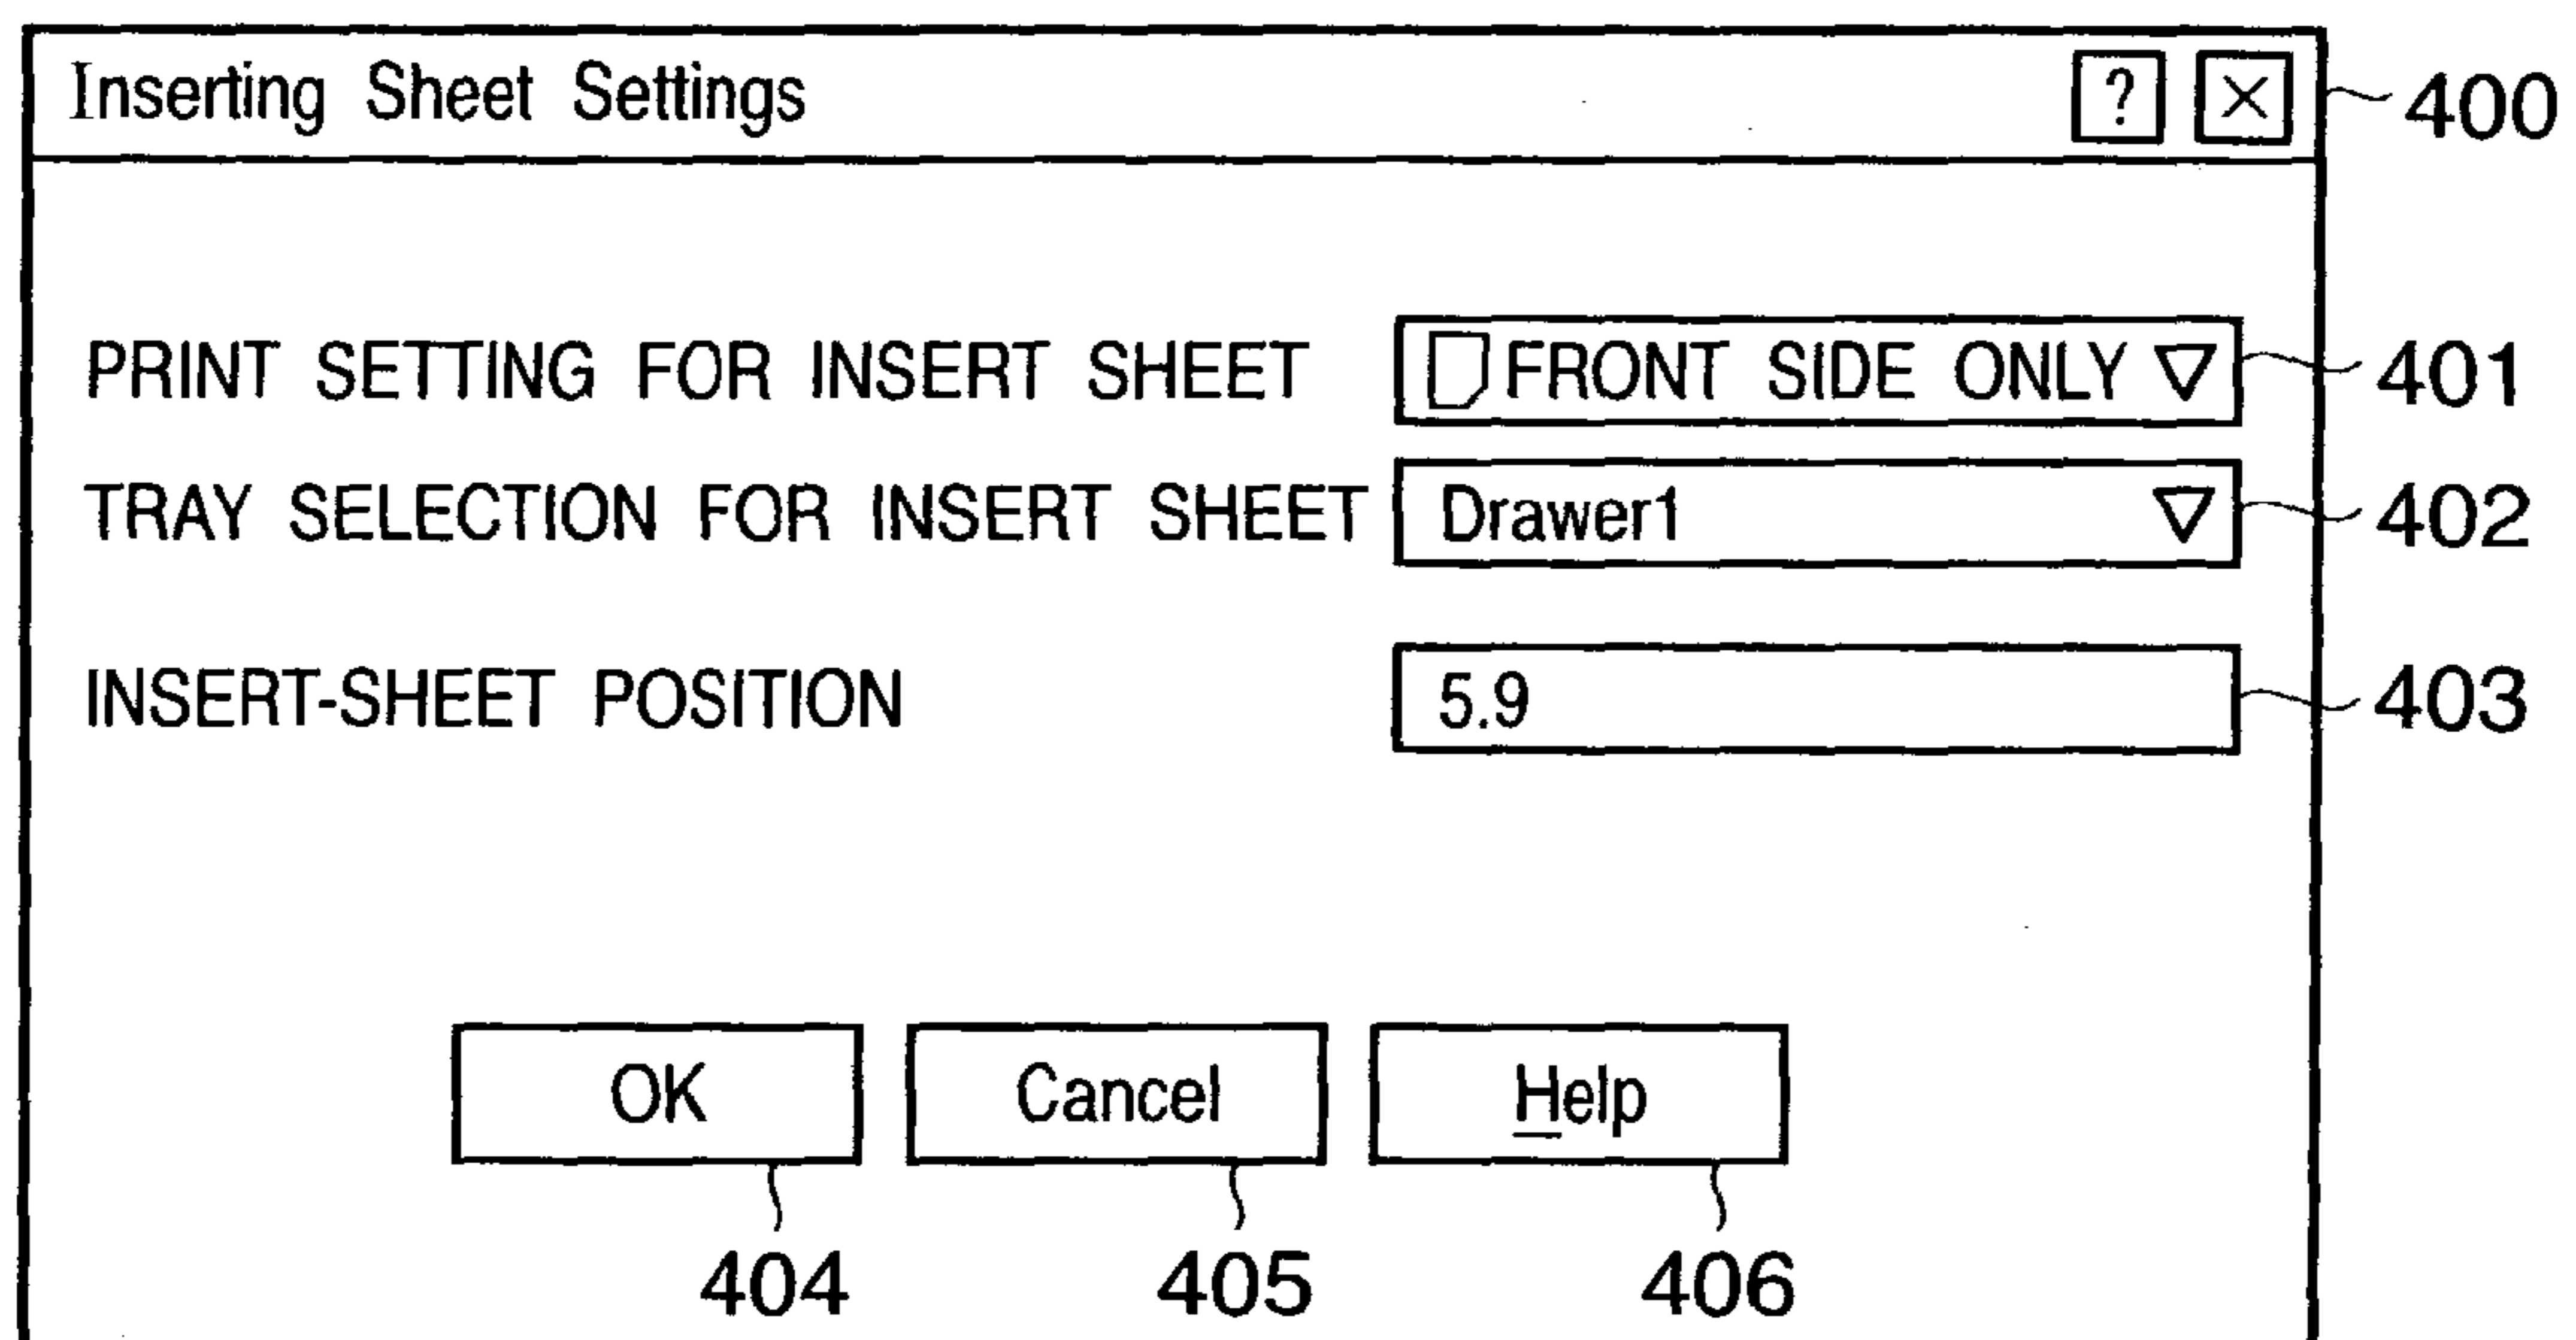 Inserting Sheet Settings ? × 400
PRINT SETTING FOR INSERT SHEET FRONT SIDE ONLY ▽ 401
TRAY SELECTION FOR INSERT SHEET Drawer1 ▽ 402
INSERT-SHEET POSITION 5.9 403
OK Cancel Help
404 405 406